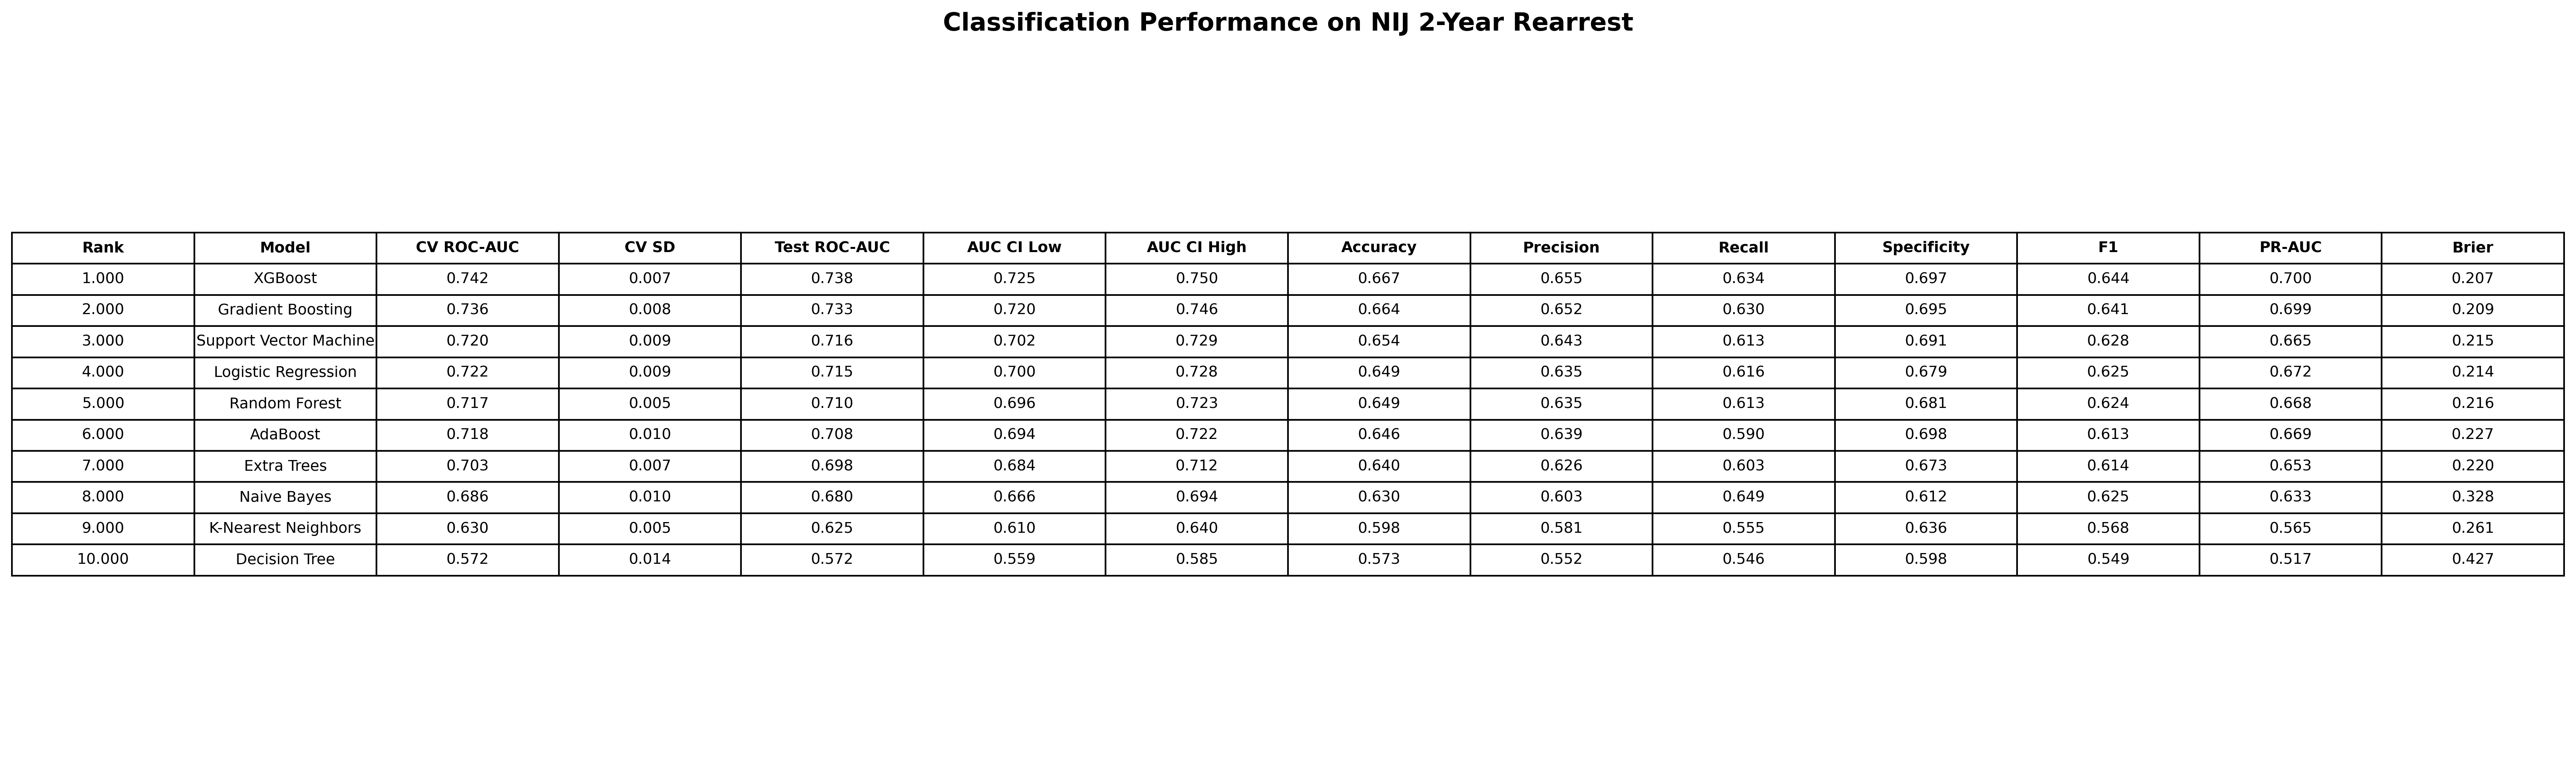 Classification Performance on NIJ 2-Year Rearrest
Rank Model CV ROC-AUC CV SD Test ROC-AUC AUC CI Low AUC CI High Accuracy Precision Recall Specificity F1 PR-AUC Brier
1.000 XGBoost 0.742 0.007 0.738 0.725 0.750 0.667 0.655 0.634 0.697 0.644 0.700 0.207
2.000 Gradient Boosting 0.736 0.008 0.733 0.720 0.746 0.664 0.652 0.630 0.695 0.641 0.699 0.209
3.000 Support Vector Machine 0.720 0.009 0.716 0.702 0.729 0.654 0.643 0.613 0.691 0.628 0.665 0.215
4.000 Logistic Regression 0.722 0.009 0.715 0.700 0.728 0.649 0.635 0.616 0.679 0.625 0.672 0.214
5.000 Random Forest 0.717 0.005 0.710 0.696 0.723 0.649 0.635 0.613 0.681 0.624 0.668 0.216
6.000 AdaBoost 0.718 0.010 0.708 0.694 0.722 0.646 0.639 0.590 0.698 0.613 0.669 0.227
7.000 Extra Trees 0.703 0.007 0.698 0.684 0.712 0.640 0.626 0.603 0.673 0.614 0.653 0.220
8.000 Naive Bayes 0.686 0.010 0.680 0.666 0.694 0.630 0.603 0.649 0.612 0.625 0.633 0.328
9.000 K-Nearest Neighbors 0.630 0.005 0.625 0.610 0.640 0.598 0.581 0.555 0.636 0.568 0.565 0.261
10.000 Decision Tree 0.572 0.014 0.572 0.559 0.585 0.573 0.552 0.546 0.598 0.549 0.517 0.427